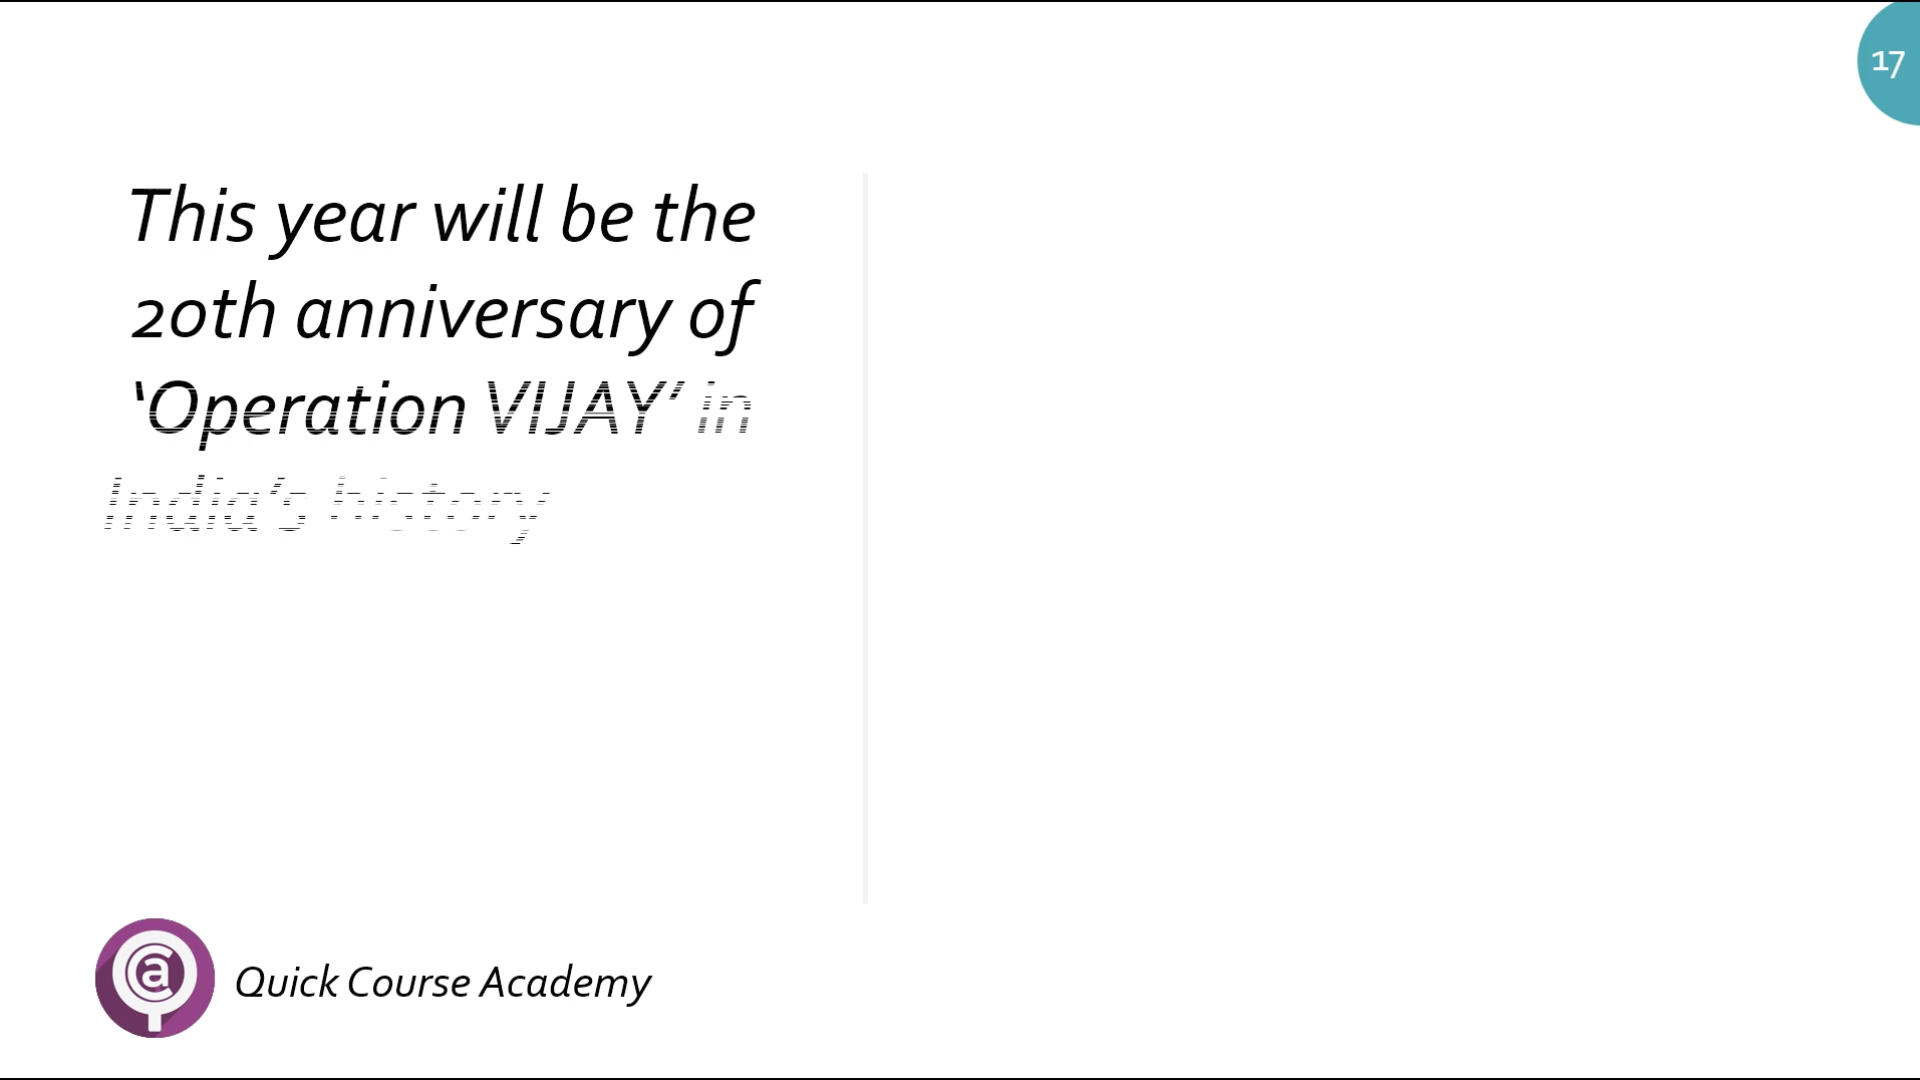 17
This year will be the
20th anniversary of
‘Operation VIJAY’ in
India’s history
Quick Course Academy